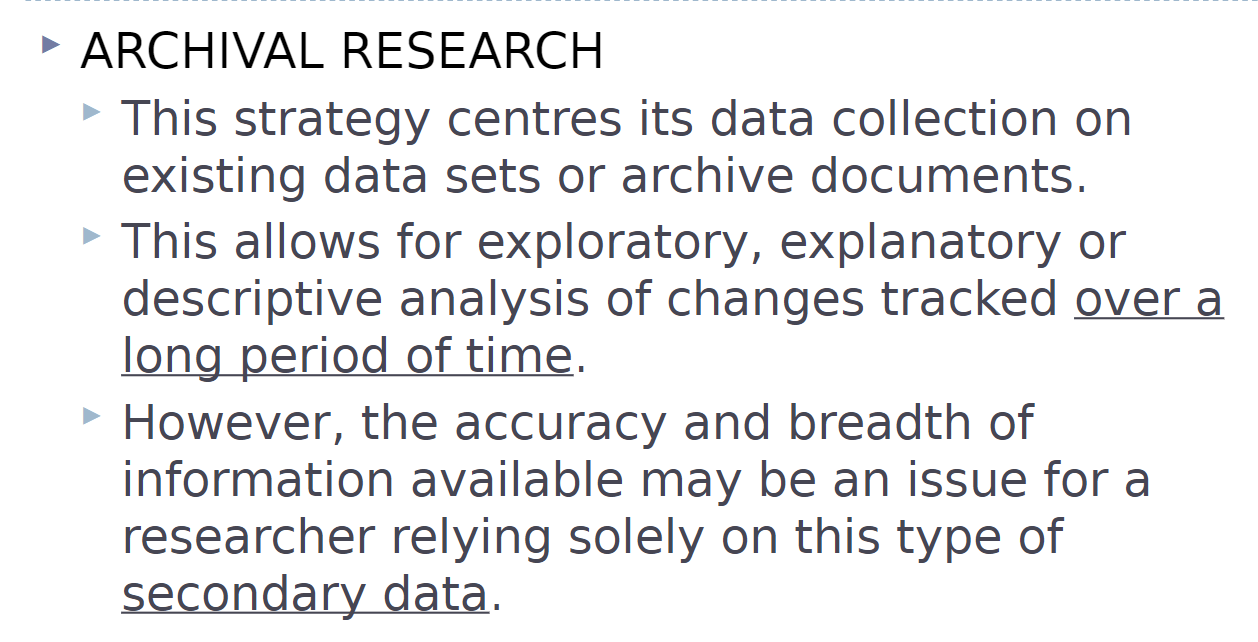 ARCHIVAL RESEARCH
This strategy centres its data collection on
existing data sets or archive documents.
This allows for exploratory, explanatory or
descriptive analysis of changes tracked over a
long period of time.
However, the accuracy and breadth of
information available may be an issue for a
researcher relying solely on this type of
secondary data.